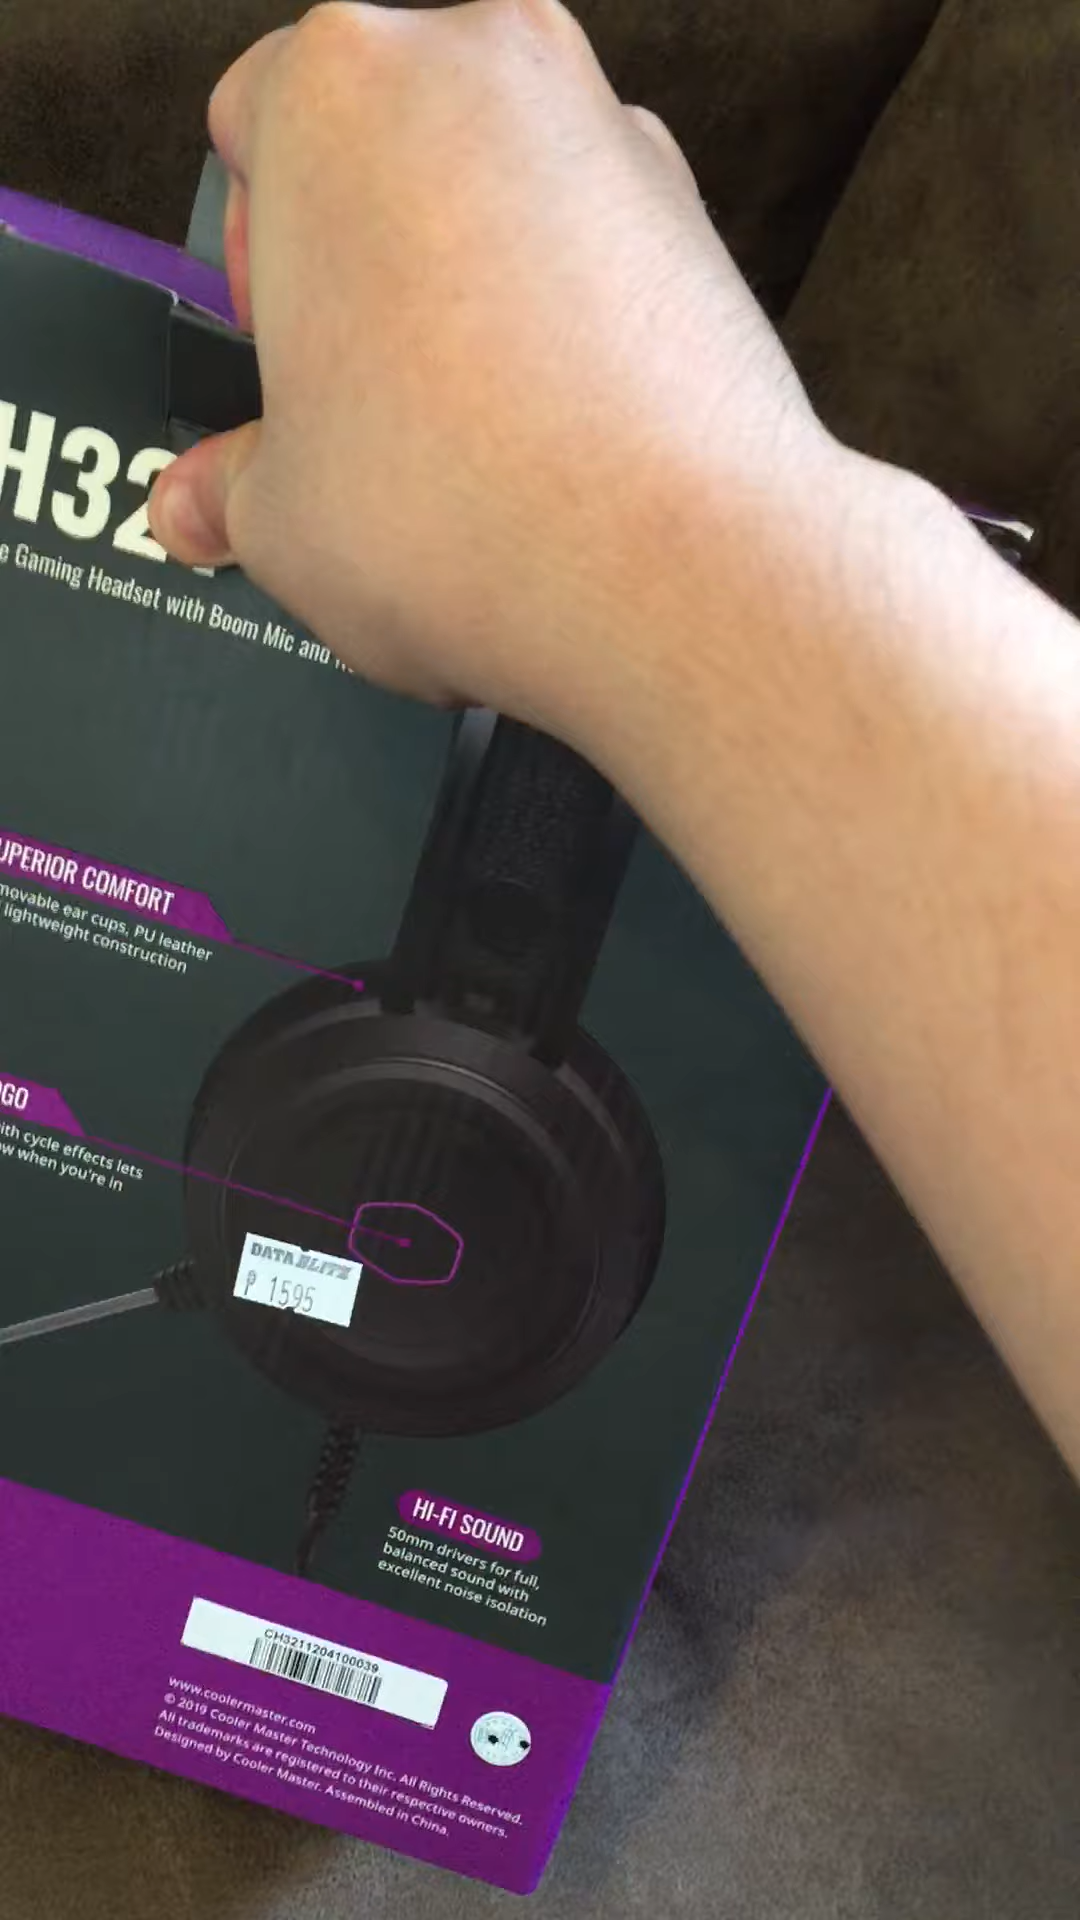 H32
e Gaming Headset with Boom Mic and
UPERIOR COMFORT
movable ear cups, PU leather
lightweight construction
OGO
ith cycle effects lets
ow when you're in
DATA BLITZ
₱ 1595
HI-FI SOUND
50mm drivers for full,
balanced sound with
excellent noise isolation
CH3211204100039
www.coolermaster.com
© 2019 Cooler Master Technology Inc. All Rights Reserved.
All trademarks are registered to their respective owners.
Designed by Cooler Master. Assembled in China.